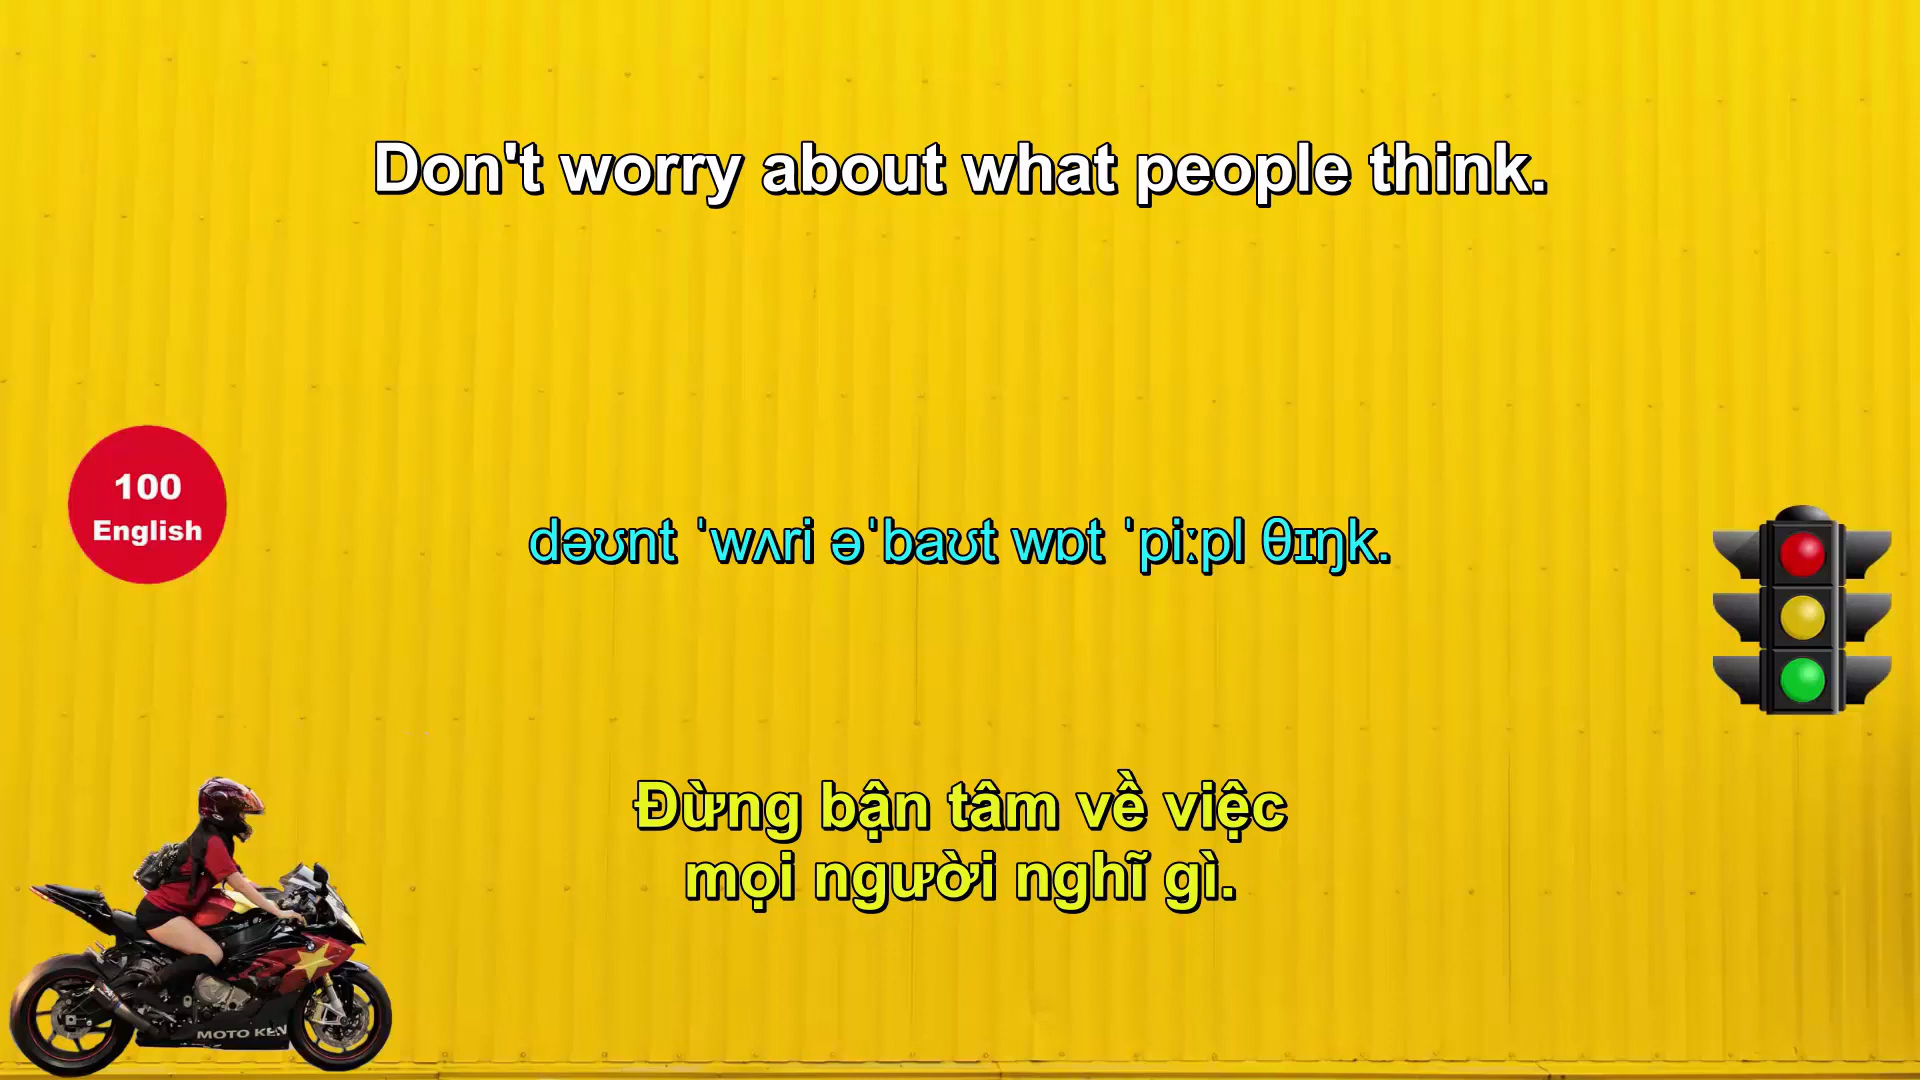 Don't worry about what people think.
100
English
dəʊnt ˈwʌri əˈbaʊt wɒt ˈpiːpl θɪŋk.
Đừng bận tâm về việc
mọi người nghĩ gì.
MOTO KEN